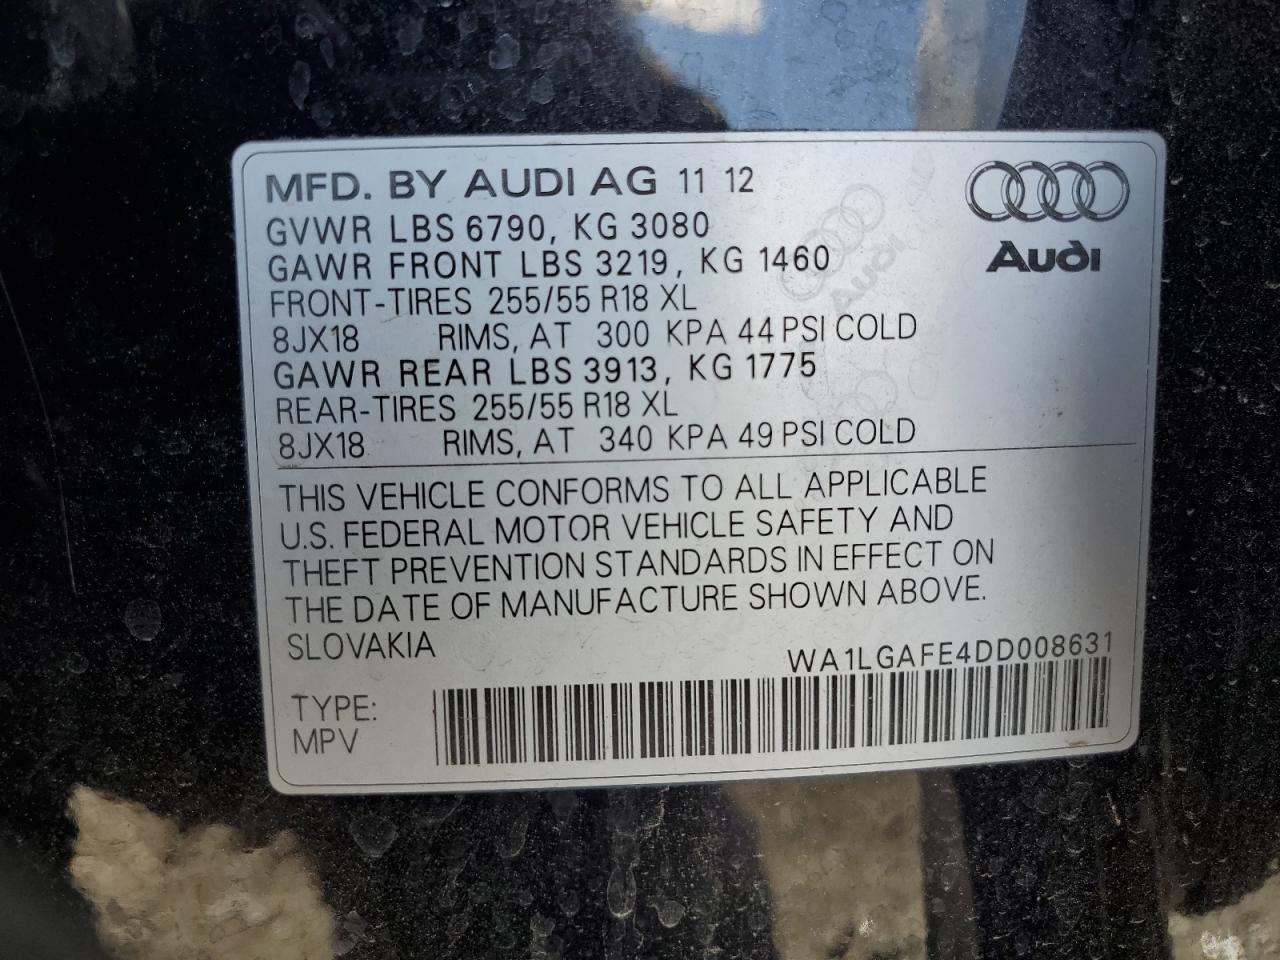 MFD. BY AUDI AG 11 12
Audi
GVWR LBS 6790, KG 3080
GAWR FRONT LBS 3219, KG 1460
FRONT-TIRES 255/55 R18 XL
8JX18 RIMS, AT 300 KPA 44 PSI COLD
GAWR REAR LBS 3913, KG 1775
REAR-TIRES 255/55 R18 XL
8JX18 RIMS, AT 340 KPA 49 PSI COLD
THIS VEHICLE CONFORMS TO ALL APPLICABLE
U.S. FEDERAL MOTOR VEHICLE SAFETY AND
THEFT PREVENTION STANDARDS IN EFFECT ON
THE DATE OF MANUFACTURE SHOWN ABOVE.
SLOVAKIA
WA1LGAFE4DD008631
TYPE:
MPV